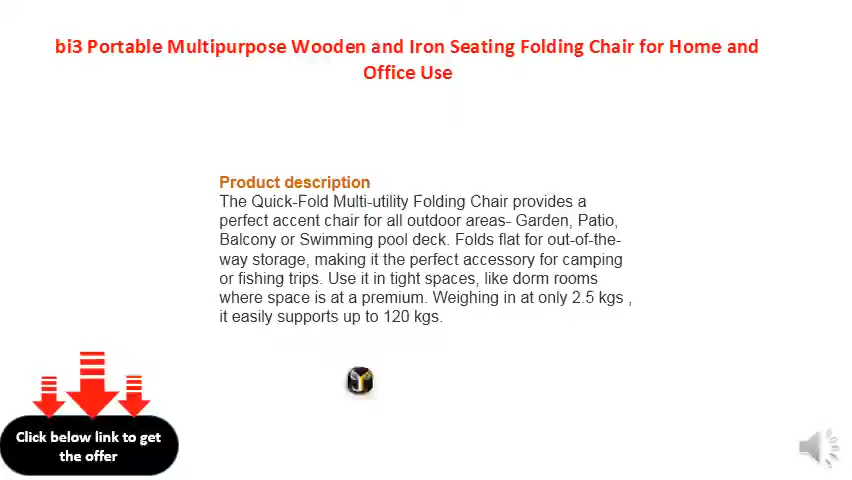 bi3 Portable Multipurpose Wooden and Iron Seating Folding Chair for Home and
Office Use
Product description
The Quick-Fold Multi-utility Folding Chair provides a
perfect accent chair for all outdoor areas- Garden, Patio,
Balcony or Swimming pool deck. Folds flat for out-of-the-
way storage, making it the perfect accessory for camping
or fishing trips. Use it in tight spaces, like dorm rooms
where space is at a premium. Weighing in at only 2.5 kgs ,
it easily supports up to 120 kgs.
Click below link to get
the offer